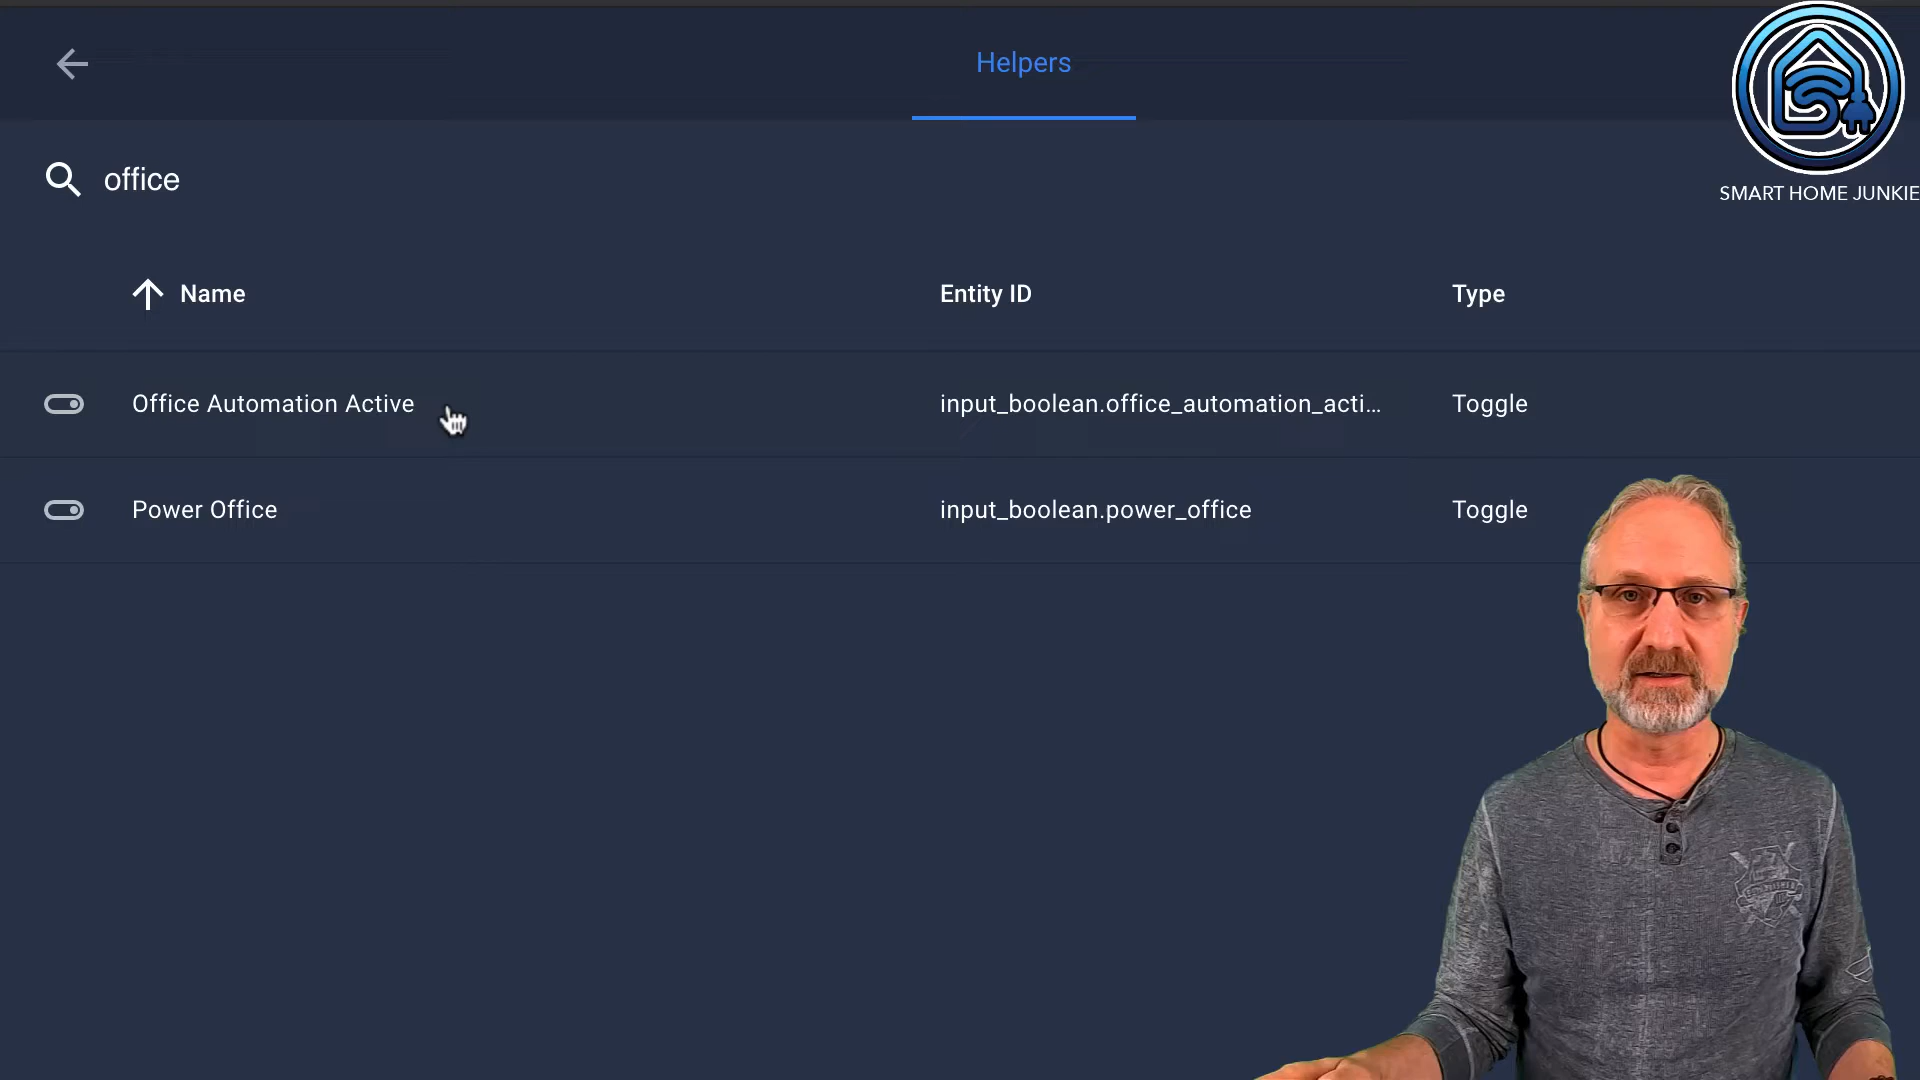 Helpers
SMART HOME JUNKIE
office
Name Entity ID Type
Office Automation Active input_boolean.office_automation_acti... Toggle
Power Office input_boolean.power_office Toggle